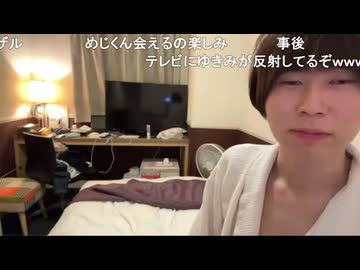 ザル めじくん会えるの楽しみ 事後
テレビにゆきみが反射してるぞwww